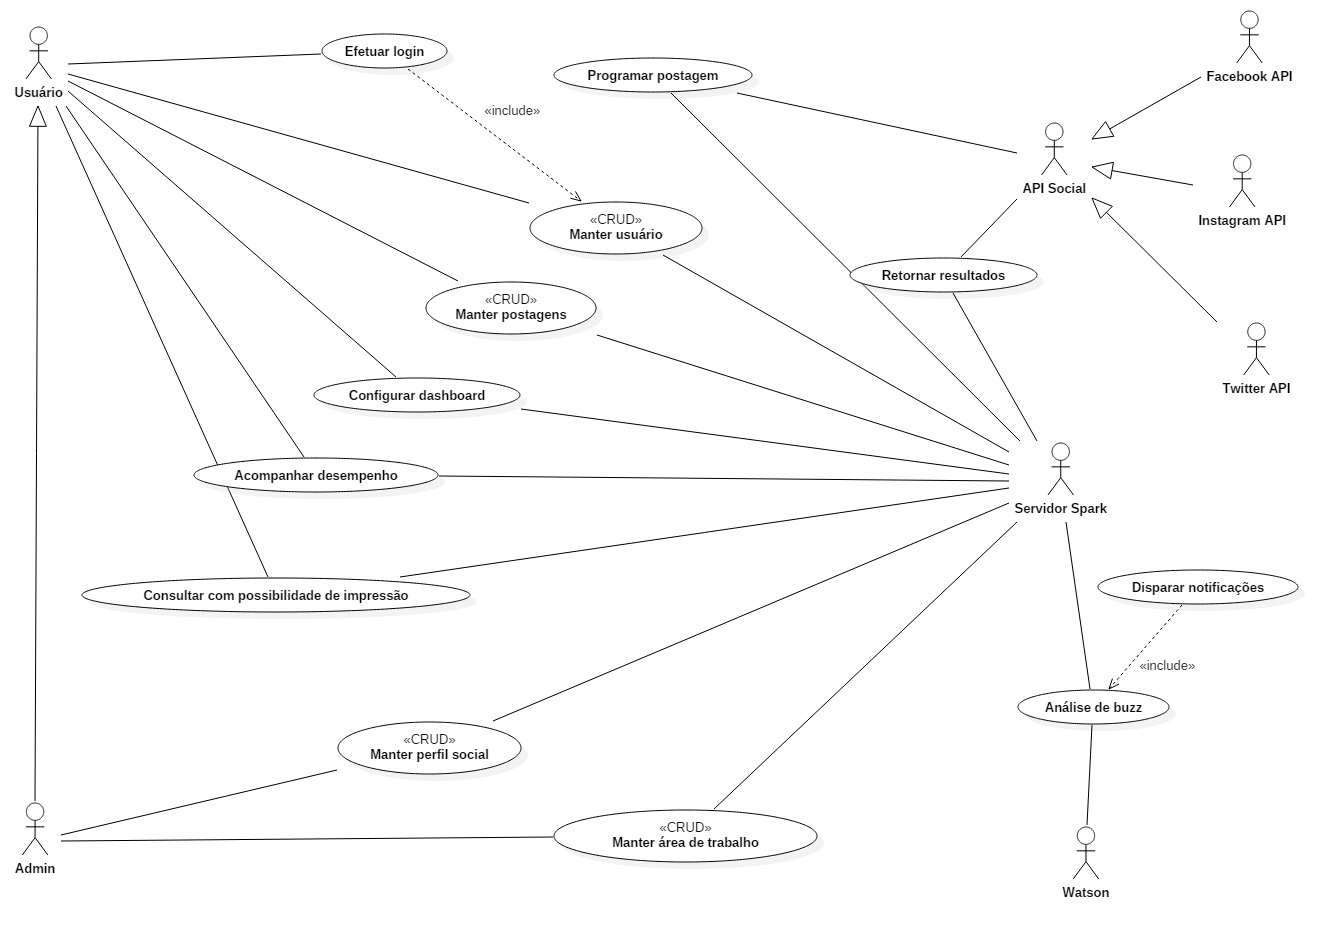 Usuário
Efetuar login
«include»
Programar postagem
Facebook API
API Social
Instagram API
«CRUD»
Manter usuário
Retornar resultados
«CRUD»
Manter postagens
Twitter API
Configurar dashboard
Acompanhar desempenho
Servidor Spark
Consultar com possibilidade de impressão
Disparar notificações
«include»
Análise de buzz
«CRUD»
Manter perfil social
«CRUD»
Manter área de trabalho
Admin
Watson